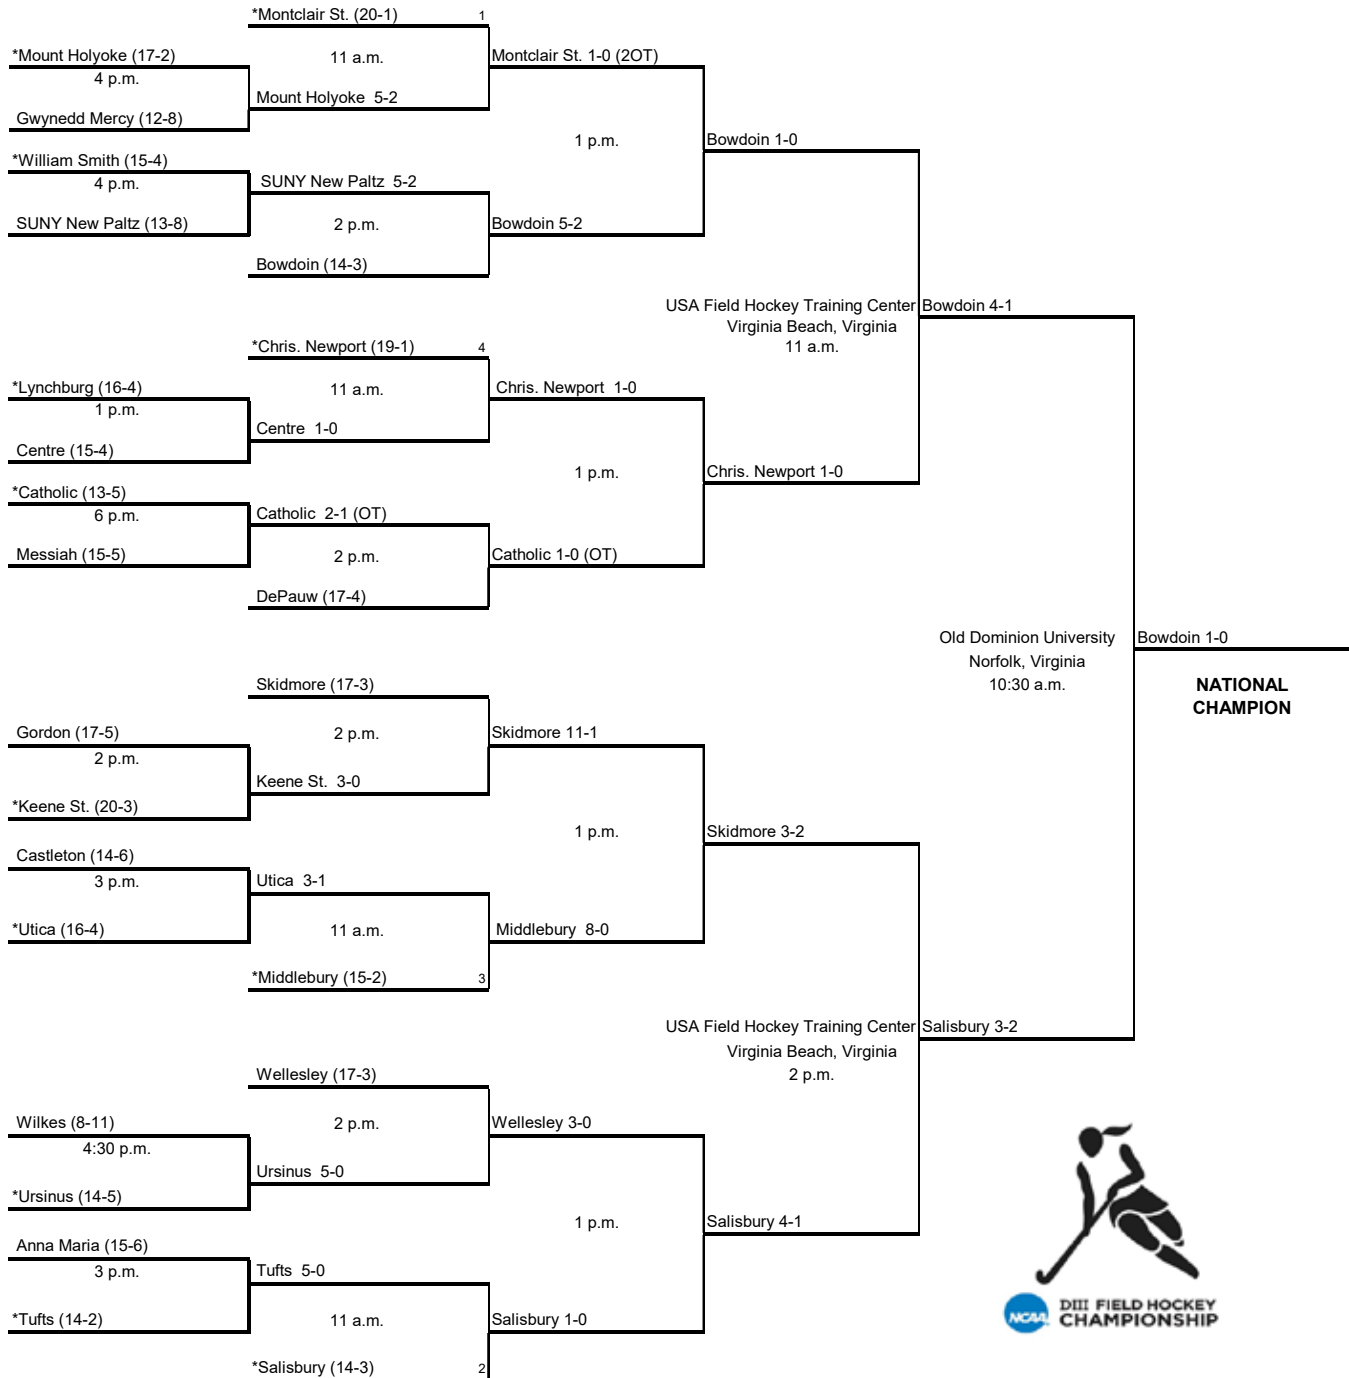 *Montclair St. (20-1) 1
*Mount Holyoke (17-2)
11 a.m.
Montclair St. 1-0 (2OT)
4 p.m.
Mount Holyoke 5-2
Gwynedd Mercy (12-8)
1 p.m.
Bowdoin 1-0
*William Smith (15-4)
4 p.m.
SUNY New Paltz 5-2
SUNY New Paltz (13-8)
2 p.m.
Bowdoin 5-2
Bowdoin (14-3)
USA Field Hockey Training Center
Virginia Beach, Virginia
11 a.m.
Bowdoin 4-1
*Chris. Newport (19-1) 4
*Lynchburg (16-4)
11 a.m.
Chris. Newport 1-0
1 p.m.
Centre 1-0
Centre (15-4)
1 p.m.
Chris. Newport 1-0
*Catholic (13-5)
6 p.m.
Catholic 2-1 (OT)
Messiah (15-5)
2 p.m.
Catholic 1-0 (OT)
DePauw (17-4)
Old Dominion University
Norfolk, Virginia
10:30 a.m.
Bowdoin 1-0
NATIONAL
CHAMPION
Skidmore (17-3)
Gordon (17-5)
2 p.m.
Skidmore 11-1
2 p.m.
Keene St. 3-0
*Keene St. (20-3)
1 p.m.
Skidmore 3-2
Castleton (14-6)
3 p.m.
Utica 3-1
*Utica (16-4)
11 a.m.
Middlebury 8-0
*Middlebury (15-2) 3
USA Field Hockey Training Center
Virginia Beach, Virginia
2 p.m.
Salisbury 3-2
Wellesley (17-3)
Wilkes (8-11)
2 p.m.
Wellesley 3-0
4:30 p.m.
Ursinus 5-0
*Ursinus (14-5)
1 p.m.
Salisbury 4-1
Anna Maria (15-6)
3 p.m.
Tufts 5-0
*Tufts (14-2)
11 a.m.
Salisbury 1-0
*Salisbury (14-3) 2
NCAA
DIII FIELD HOCKEY
CHAMPIONSHIP